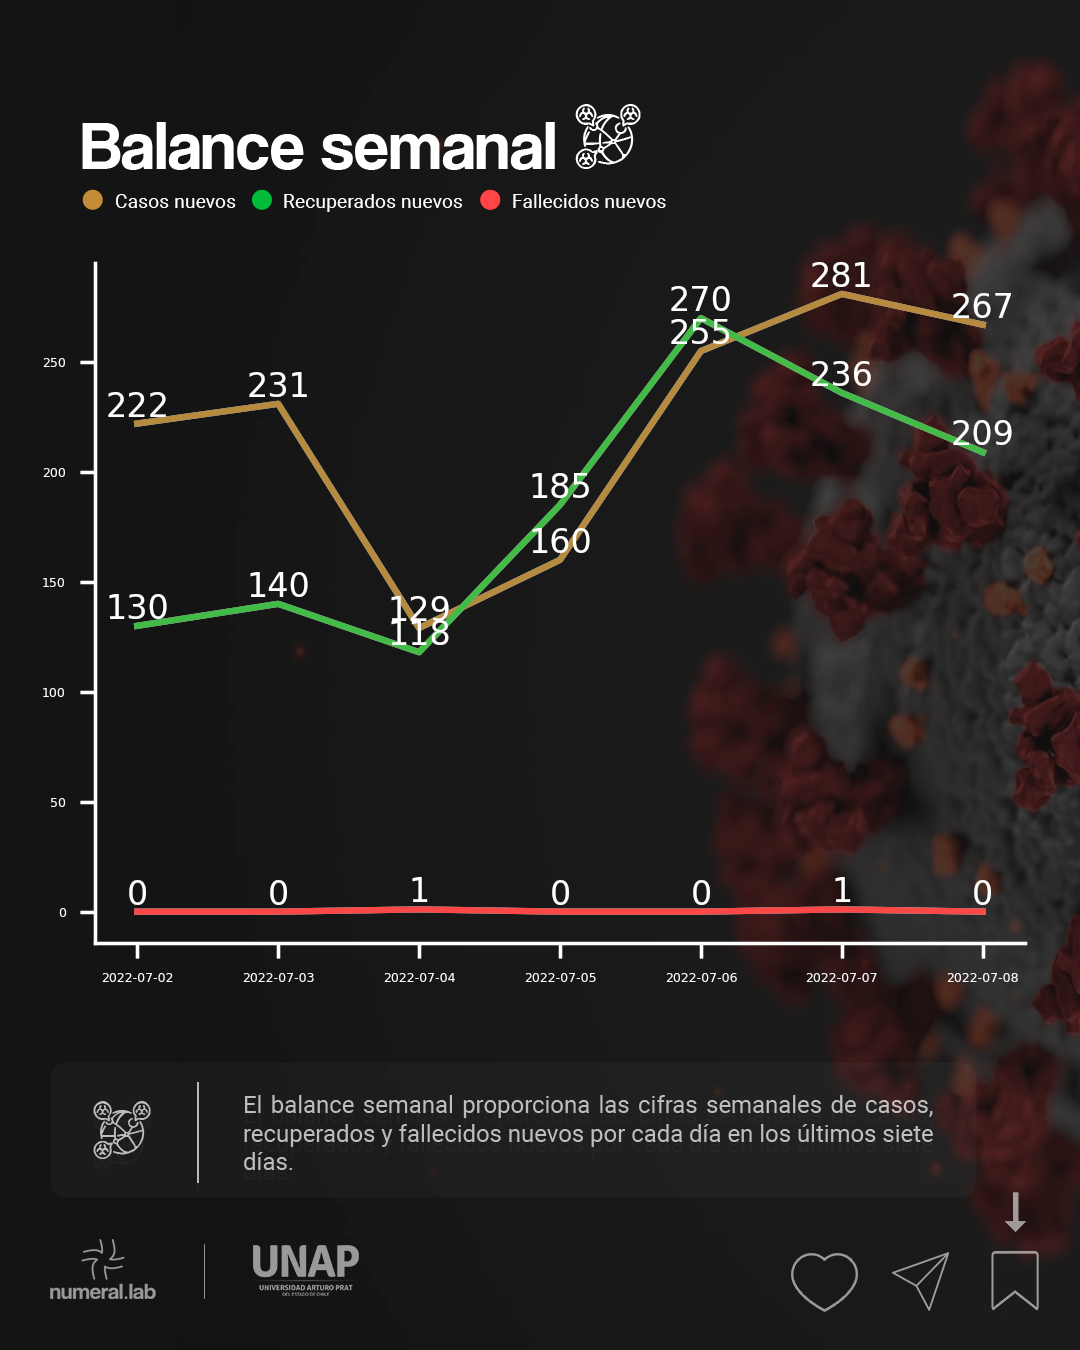 Balance semanal
Casos nuevos Recuperados nuevos Fallecidos nuevos
281
270
267
255
250
236
231
222
209
200
185
160
150
140
130
129
118
100
50
0 0 1 0 0 1 0
0
2022-07-02 2022-07-03 2022-07-04 2022-07-05 2022-07-06 2022-07-07 2022-07-08
El balance semanal proporciona las cifras semanales de casos,
recuperados y fallecidos nuevos por cada día en los últimos siete
días.
numeral.lab
UNAP
UNIVERSIDAD ARTURO PRAT
DEL ESTADO DE CHILE